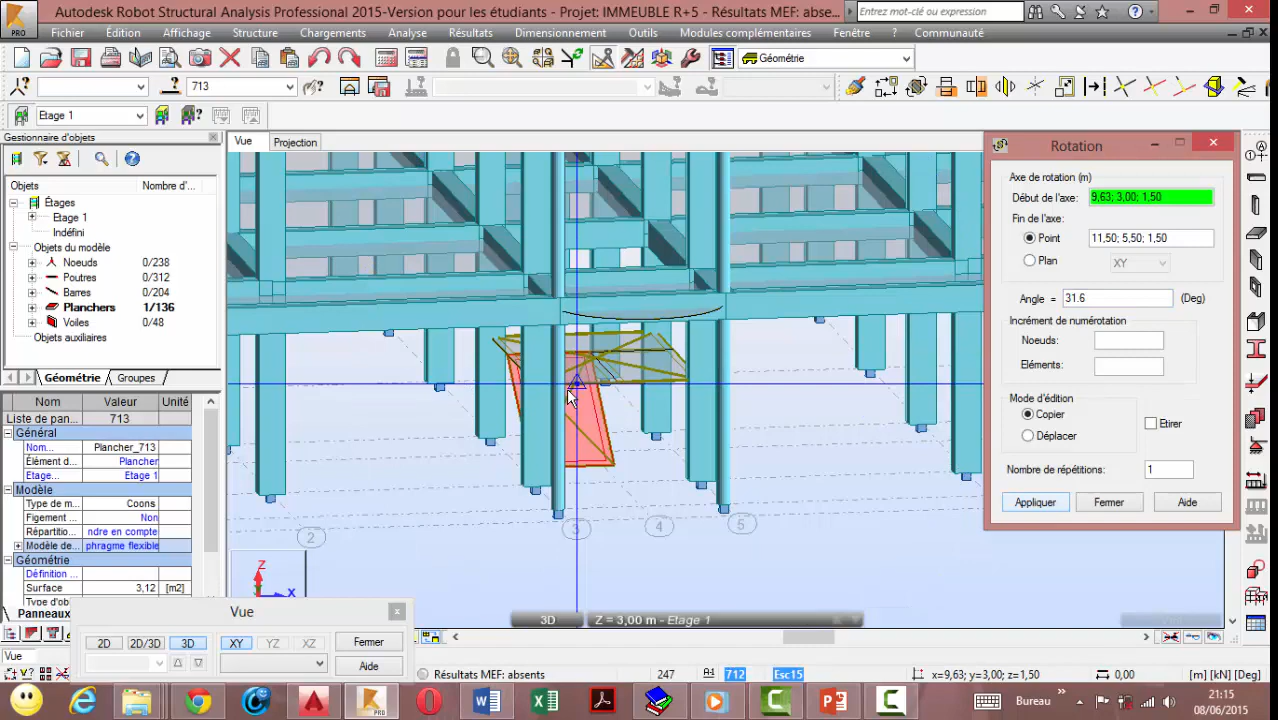 Autodesk Robot Structural Analysis Professional 2015-Version pour les étudiants - Projet: IMMEUBLE R+5 - Résultats MEF: abse...
Entrez mot-clé ou expression
PRO
Fichier Édition Affichage Structure Chargements Analyse Résultats Dimensionnement Outils Modules complémentaires Fenêtre Communauté
Géométrie
713
Etage 1
Gestionnaire d'objets
Objets Nombre d'...
Étages
Etage 1
Indéfini
Objets du modèle
Noeuds 0/238
Poutres 0/312
Barres 0/204
Planchers 1/136
Voiles 0/48
Objets auxiliaires
Géométrie Groupes
Nom Valeur Unité
Liste de pan... 713
Général
Nom... Plancher_713
Élément d... Plancher
Etage... Etage 1
Modèle
Type de m... Coons
Figement ... Non
Répartitio... ndre en compte
Modèle de... phragme flexible
Géométrie
Définition ...
Surface 3,12 [m2]
Panneaux
Vue Projection
2 3 4 5
Z
X
3D Z = 3,00 m - Etage 1
Rotation
Axe de rotation (m)
Début de l'axe: 9,63; 3,00; 1,50
Fin de l'axe:
Point 11,50; 5,50; 1,50
Plan XY
Angle = 31.6 (Deg)
Incrément de numérotation
Noeuds:
Eléments:
Mode d'édition
Copier
Déplacer
Etirer
Nombre de répétitions: 1
Appliquer Fermer Aide
Vue
2D 2D/3D 3D XY YZ XZ Fermer
Aide
Vue
Résultats MEF: absents 247 712 Esc15 x=9,63; y=3,00; z=1,50 0,00 [m] [kN] [Deg]
PRO
Bureau
21:15
08/06/2015